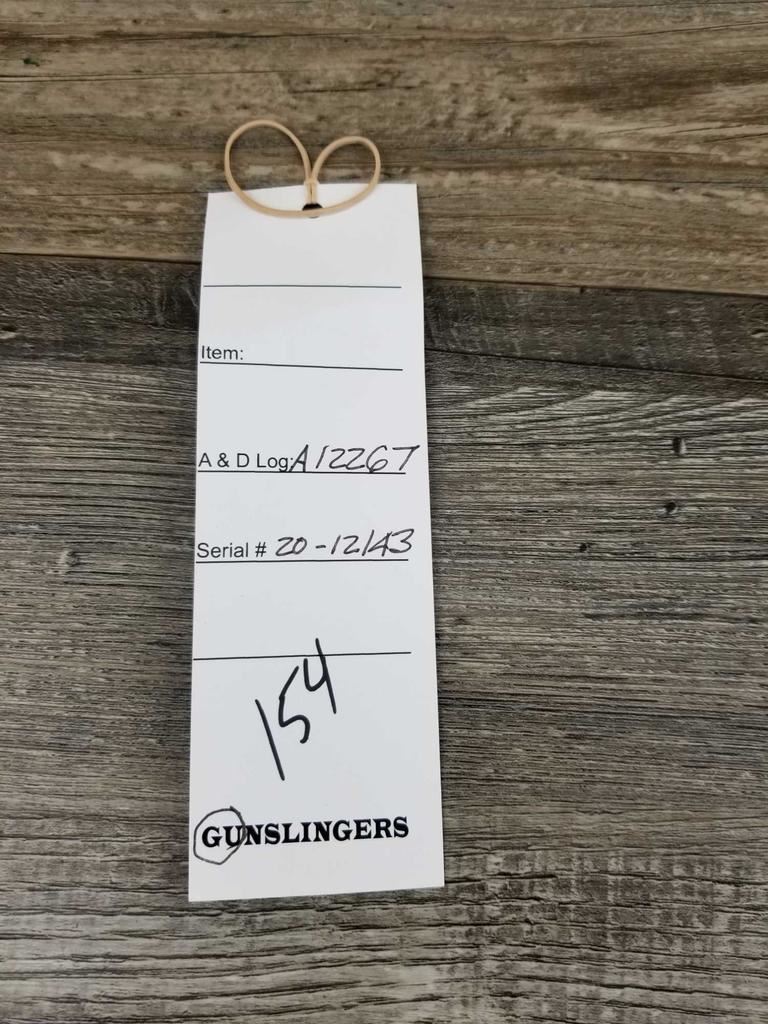 Item:
A & D Log: A12267
Serial # 20-12143
154
GUNSLINGERS